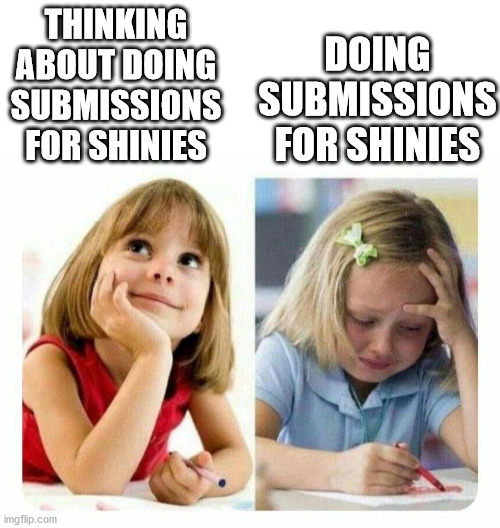 THINKING
ABOUT DOING
SUBMISSIONS
FOR SHINIES
DOING
SUBMISSIONS
FOR SHINIES
imgflip.com